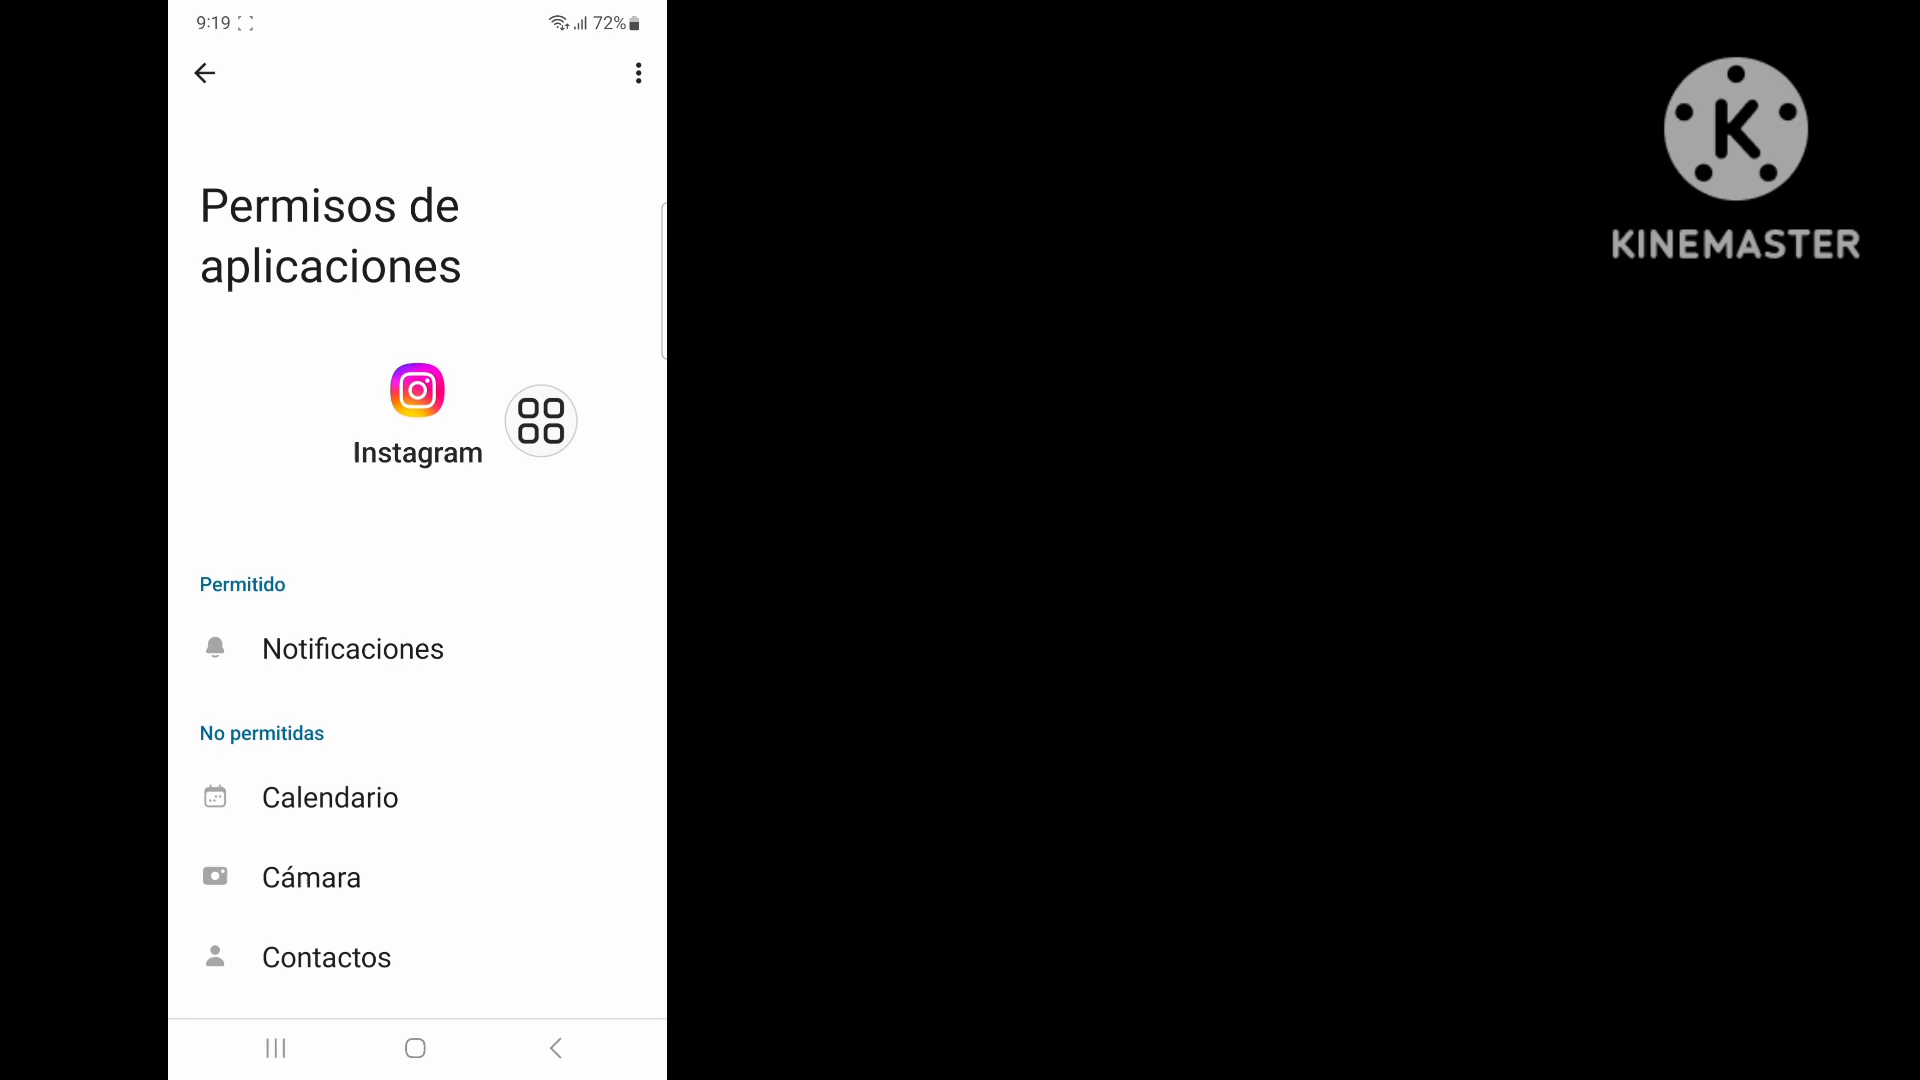 9:19
72%
Permisos de
aplicaciones
Instagram
Permitido
Notificaciones
No permitidas
Calendario
Cámara
Contactos
K
KINEMASTER